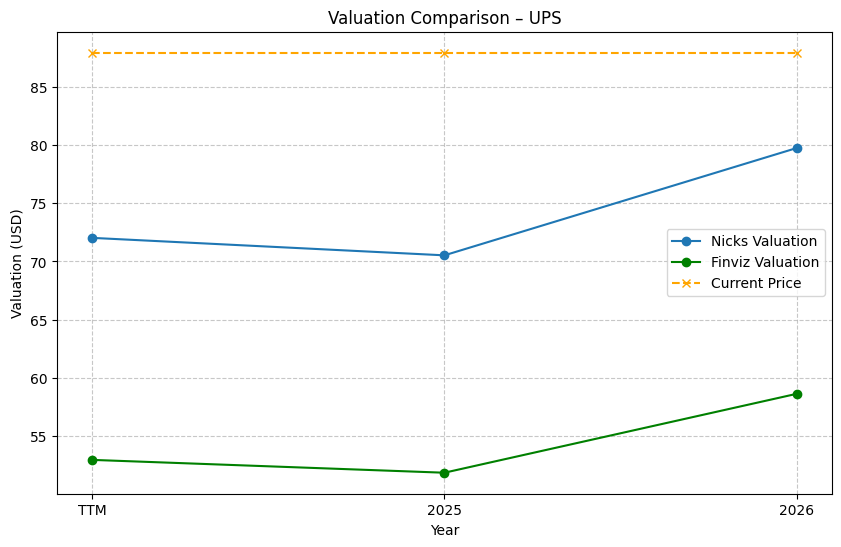 Valuation Comparison – UPS
Valuation (USD)
85
80
75
70
65
60
55
Nicks Valuation
Finviz Valuation
Current Price
TTM 2025 2026
Year